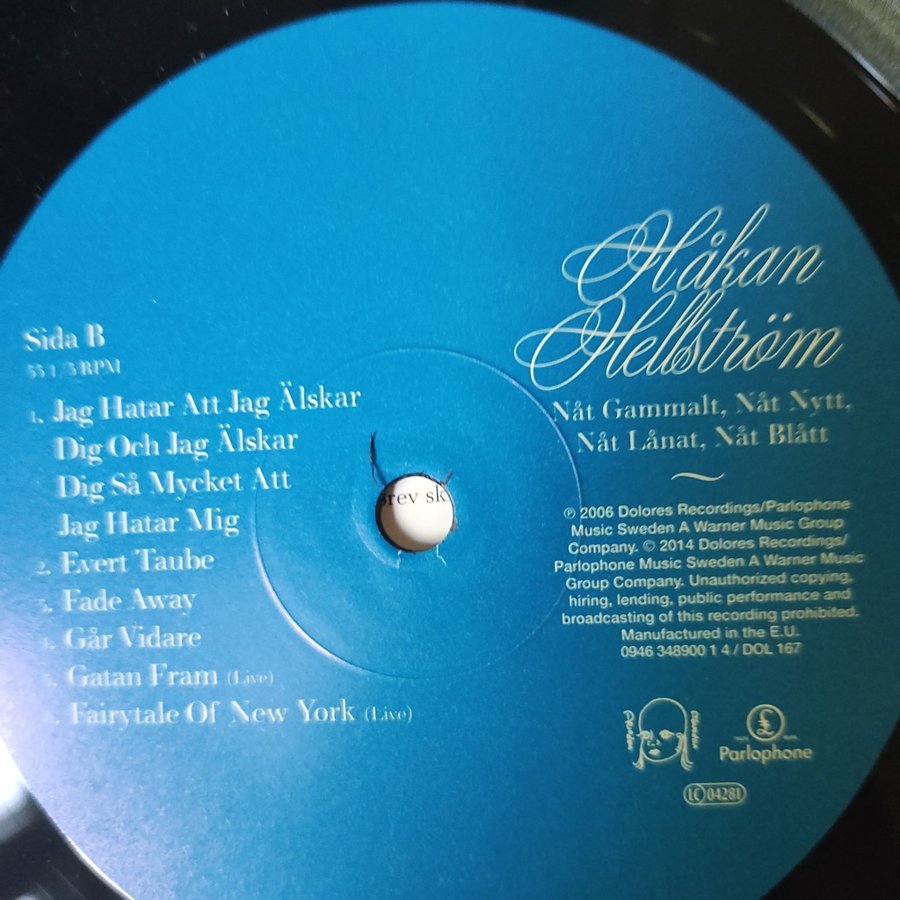 Sida B
33 1/3 RPM
1. Jag Hatar Att Jag Älskar
Dig Och Jag Älskar
Dig Så Mycket Att
Jag Hatar Mig
2. Evert Taube
3. Fade Away
4. Går Vidare
5. Gatan Fram (Live)
Fairytale Of New York (Live)
rev sk
Håkan
Hellström
Nåt Gammalt, Nåt Nytt,
Nåt Lånat, Nåt Blått
℗ 2006 Dolores Recordings/Parlophone
Music Sweden A Warner Music Group
Company. © 2014 Dolores Recordings/
Parlophone Music Sweden A Warner Music
Group Company. Unauthorized copying,
hiring, lending, public performance and
broadcasting of this recording prohibited.
Manufactured in the E.U.
0946 348900 1 4 / DOL 167
£
Parlophone
LC 04281